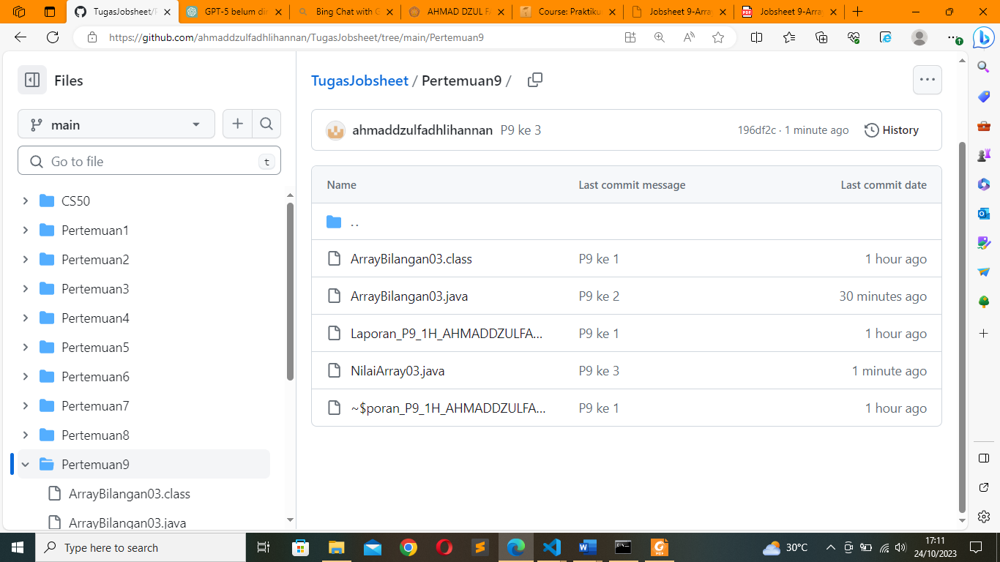 TugasJobsheet/P
GPT-5 belum dir
Bing Chat with G
AHMAD DZUL FA
Course: Praktiku
Jobsheet 9-Array
Jobsheet 9-Array
https://github.com/ahmaddzulfadhlihannan/TugasJobsheet/tree/main/Pertemuan9
Files
main
Go to file
t
CS50
Pertemuan1
Pertemuan2
Pertemuan3
Pertemuan4
Pertemuan5
Pertemuan6
Pertemuan7
Pertemuan8
Pertemuan9
ArrayBilangan03.class
ArrayBilangan03.java
TugasJobsheet / Pertemuan9 /
ahmaddzulfadhlihannan P9 ke 3 196df2c · 1 minute ago History
Name Last commit message Last commit date
..
ArrayBilangan03.class P9 ke 1 1 hour ago
ArrayBilangan03.java P9 ke 2 30 minutes ago
Laporan_P9_1H_AHMADDZULFA... P9 ke 1 1 hour ago
NilaiArray03.java P9 ke 3 1 minute ago
~$poran_P9_1H_AHMADDZULFA... P9 ke 1 1 hour ago
Type here to search
30°C
17:11
24/10/2023